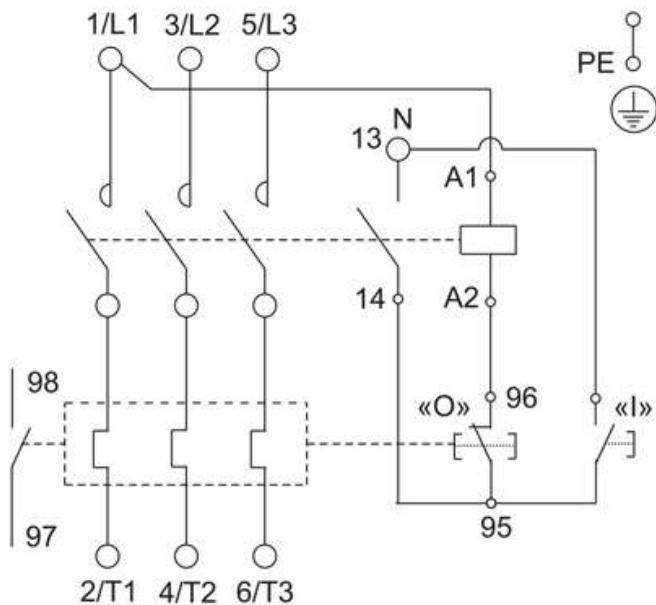 1/L1 3/L2 5/L3
PE
13 N
A1
14 A2
98
«O» 96 «I»
97
95
2/T1 4/T2 6/T3